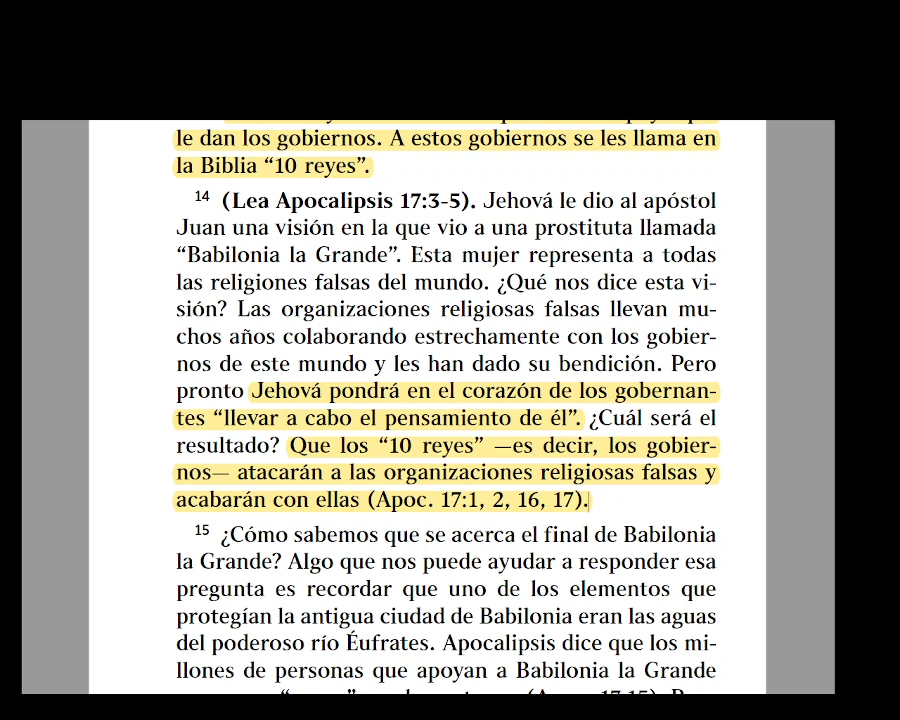 le dan los gobiernos. A estos gobiernos se les llama en
la Biblia “10 reyes”.
14 (Lea Apocalipsis 17:3-5). Jehová le dio al apóstol
Juan una visión en la que vio a una prostituta llamada
“Babilonia la Grande”. Esta mujer representa a todas
las religiones falsas del mundo. ¿Qué nos dice esta vi-
sión? Las organizaciones religiosas falsas llevan mu-
chos años colaborando estrechamente con los gobier-
nos de este mundo y les han dado su bendición. Pero
pronto Jehová pondrá en el corazón de los gobernan-
tes “llevar a cabo el pensamiento de él”. ¿Cuál será el
resultado? Que los “10 reyes” —es decir, los gobier-
nos— atacarán a las organizaciones religiosas falsas y
acabarán con ellas (Apoc. 17:1, 2, 16, 17).
15 ¿Cómo sabemos que se acerca el final de Babilonia
la Grande? Algo que nos puede ayudar a responder esa
pregunta es recordar que uno de los elementos que
protegían la antigua ciudad de Babilonia eran las aguas
del poderoso río Éufrates. Apocalipsis dice que los mi-
llones de personas que apoyan a Babilonia la Grande